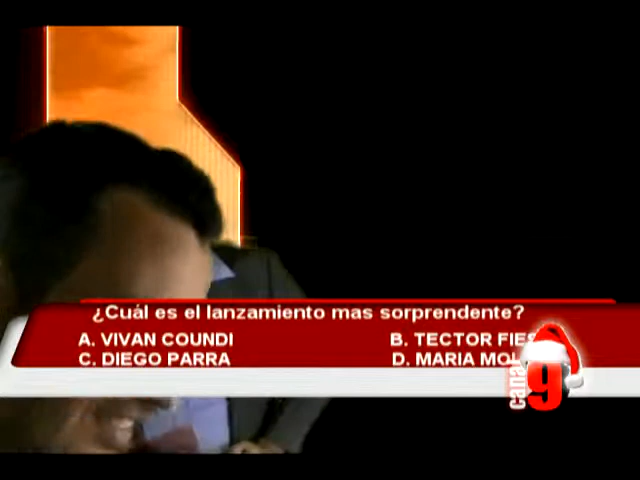 ¿Cuál es el lanzamiento mas sorprendente?
A. VIVAN COUNDI
B. TECTOR
C. DIEGO PARRA
D. MARIA
canal 9